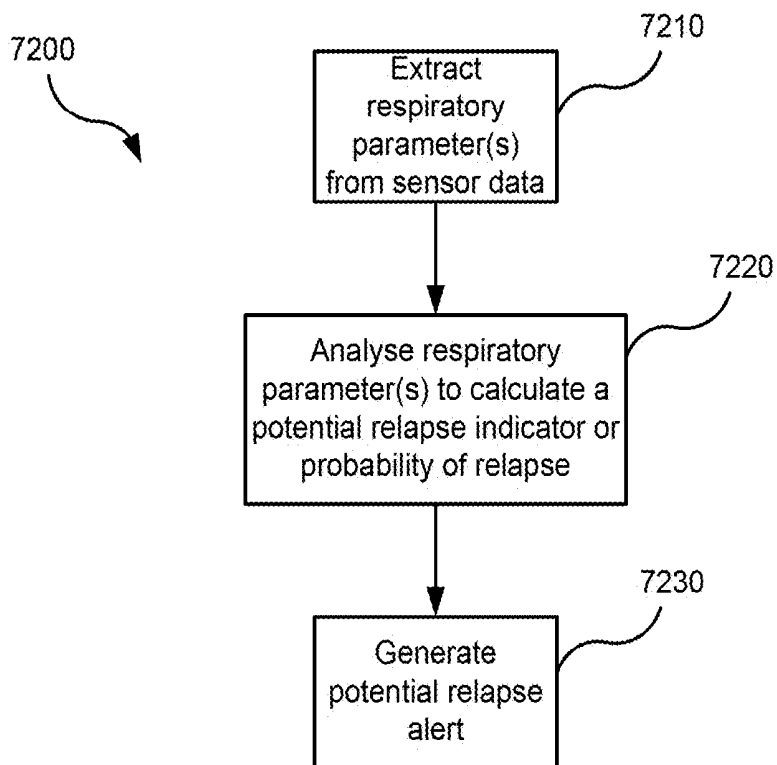 7200
7210
Extract
respiratory
parameter(s)
from sensor data
7220
Analyse respiratory
parameter(s) to calculate a
potential relapse indicator or
probability of relapse
7230
Generate
potential relapse
alert